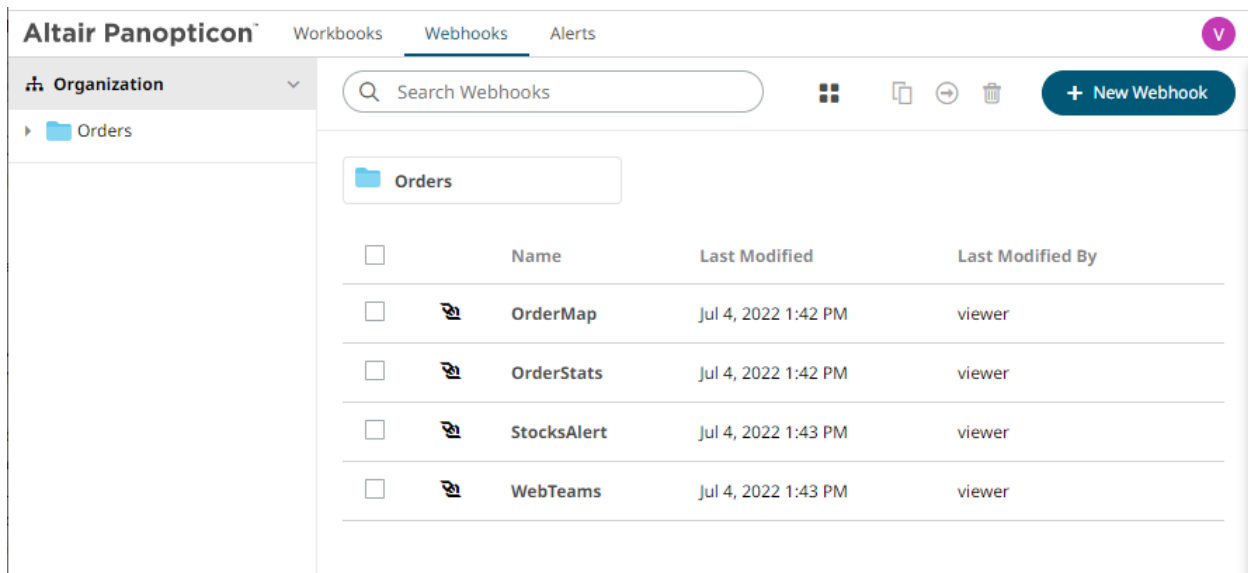 Altair Panopticon™ Workbooks Webhooks Alerts V
Organization
Orders
Search Webhooks
+ New Webhook
Orders
Name Last Modified Last Modified By
OrderMap Jul 4, 2022 1:42 PM viewer
OrderStats Jul 4, 2022 1:42 PM viewer
StocksAlert Jul 4, 2022 1:43 PM viewer
WebTeams Jul 4, 2022 1:43 PM viewer